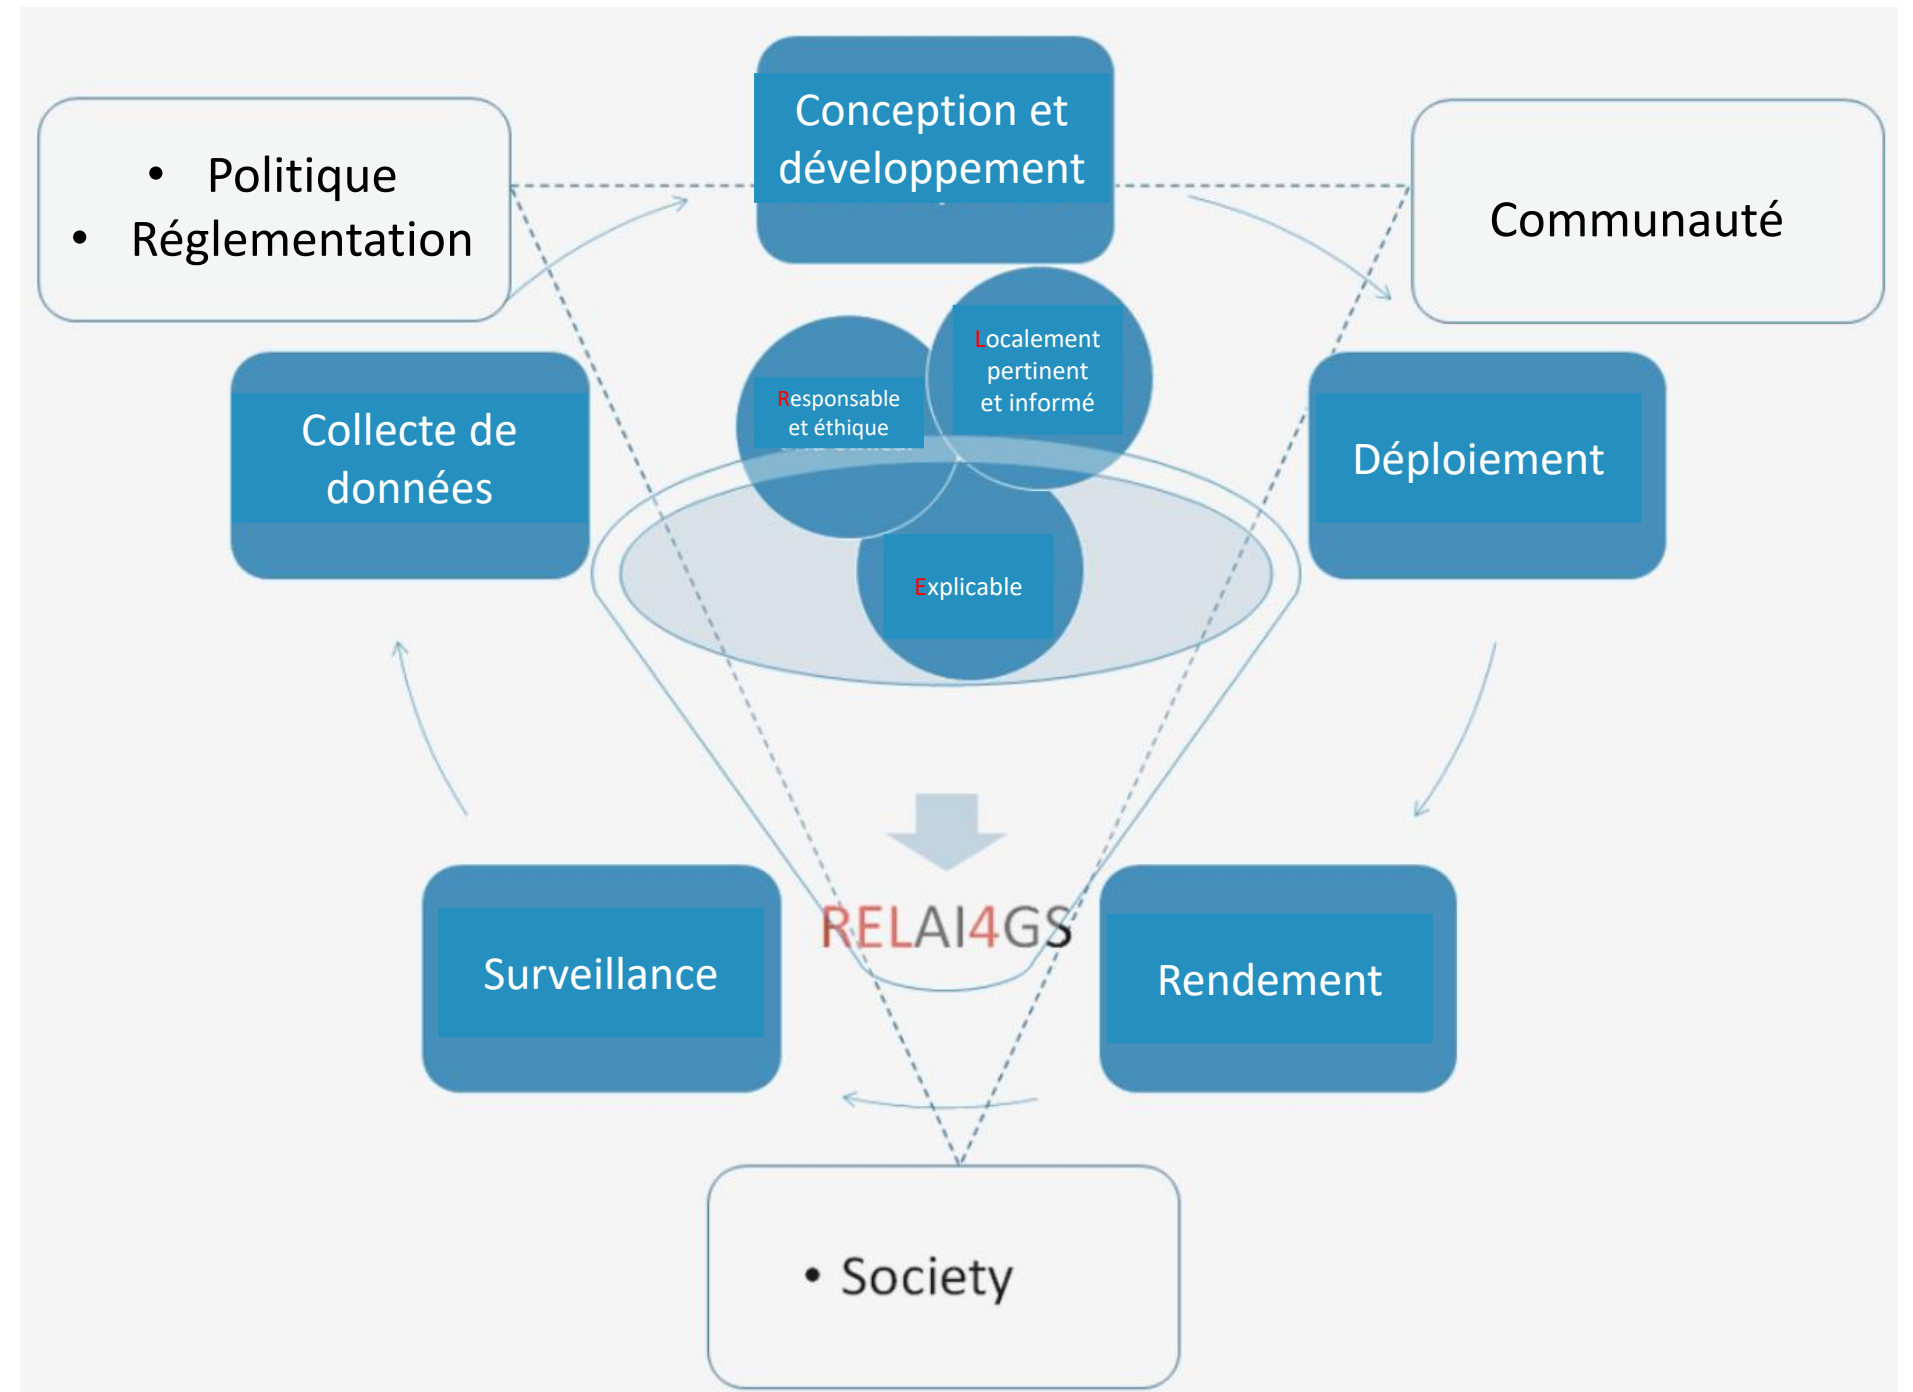 Conception et
développement
• Politique
• Réglementation
Communauté
Localement
pertinent
et informé
Responsable
et éthique
Collecte de
données
Déploiement
Explicable
RELAI4GS
Surveillance
Rendement
• Society